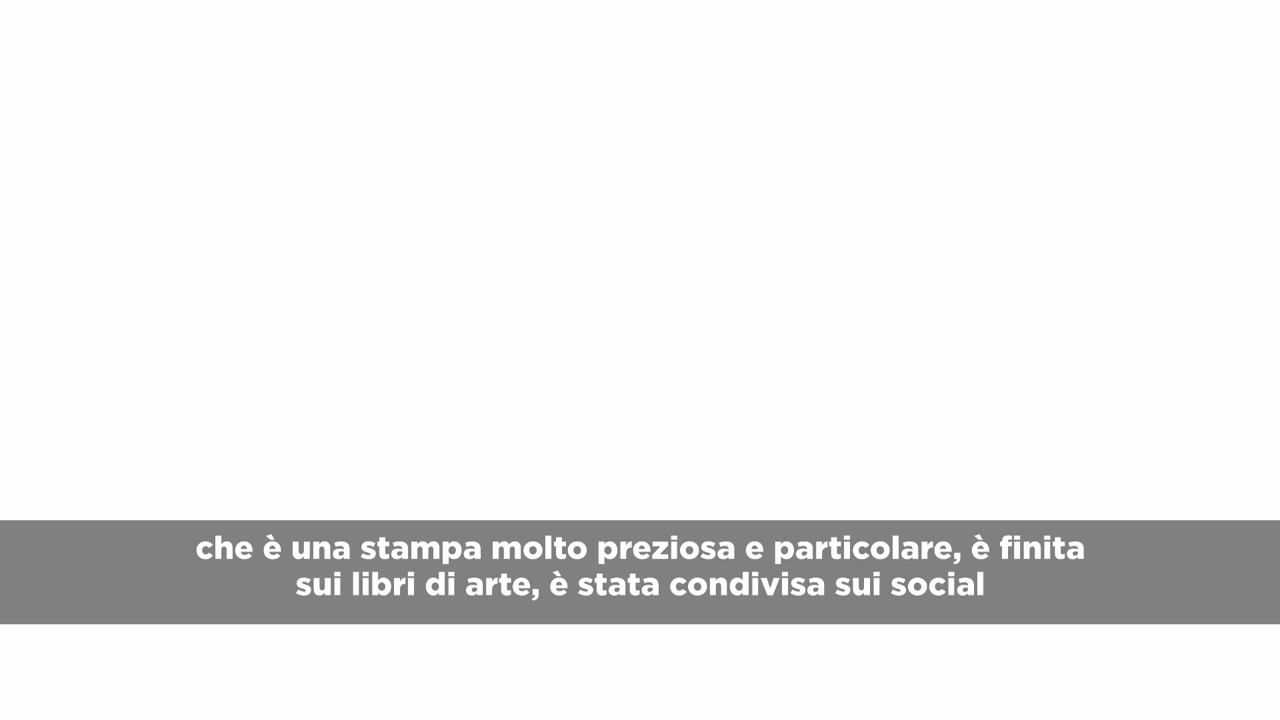 che è una stampa molto preziosa e particolare, è finita
sui libri di arte, è stata condivisa sui social